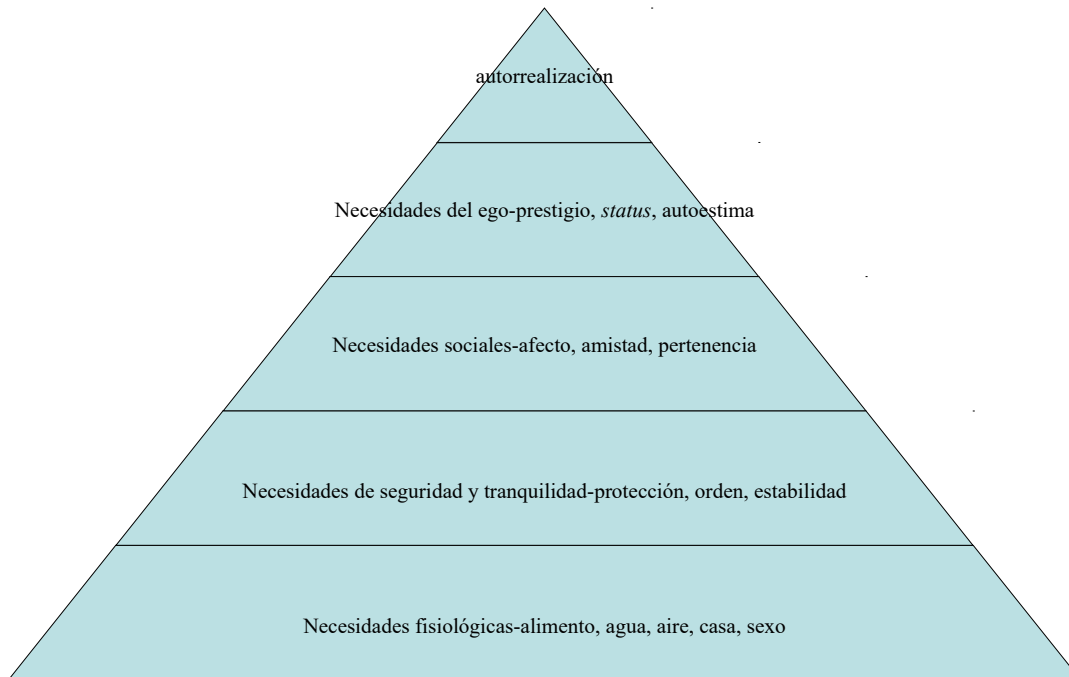 autorrealización
Necesidades del ego-prestigio, status, autoestima
Necesidades sociales-afecto, amistad, pertenencia
Necesidades de seguridad y tranquilidad-protección, orden, estabilidad
Necesidades fisiológicas-alimento, agua, aire, casa, sexo